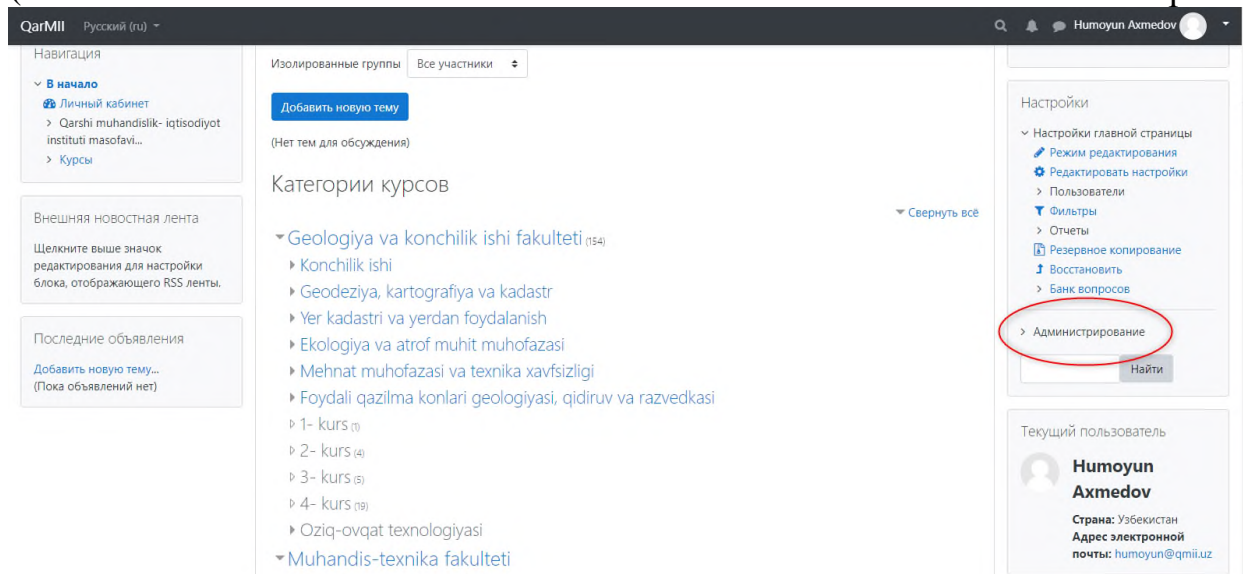 QarMII Русский (ru)
Humoyun Axmedov
Навигация
В начало
Личный кабинет
Qarshi muhandislik- iqtisodiyot
instituti masofavi...
Курсы
Внешняя новостная лента
Щелкните выше значок
редактирования для настройки
блока, отображающего RSS ленты.
Последние объявления
Добавить новую тему...
(Пока объявлений нет)
Изолированные группы Все участники
Добавить новую тему
(Нет тем для обсуждения)
Категории курсов
Свернуть всё
Geologiya va konchilik ishi fakulteti (154)
Konchilik ishi
Geodeziya, kartografiya va kadastr
Yer kadastri va yerdan foydalanish
Ekologiya va atrof muhit muhofazasi
Mehnat muhofazasi va texnika xavfsizligi
Foydali qazilma konlari geologiyasi, qidiruv va razvedkasi
1- kurs (1)
2- kurs (4)
3- kurs (5)
4- kurs (19)
Oziq-ovqat texnologiyasi
Muhandis-texnika fakulteti
Настройки
Настройки главной страницы
Режим редактирования
Редактировать настройки
Пользователи
Фильтры
Отчеты
Резервное копирование
Восстановить
Банк вопросов
Администрирование
Найти
Текущий пользователь
Humoyun
Axmedov
Страна: Узбекистан
Адрес электронной
почты: humoyun@qmii.uz